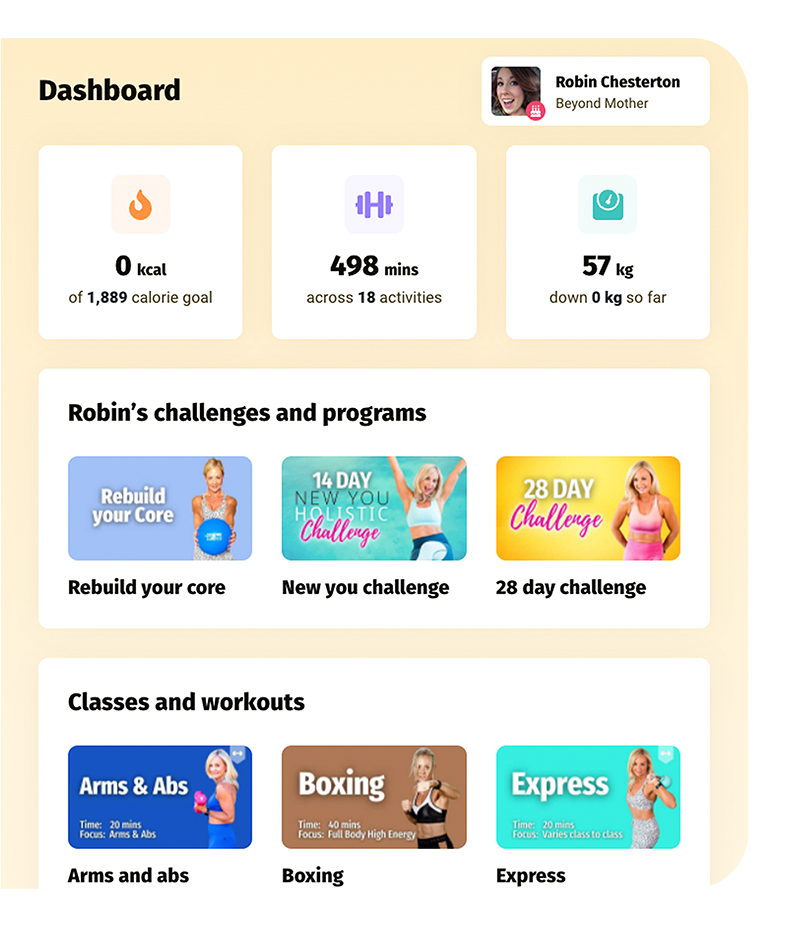 Dashboard
Robin Chesterton
Beyond Mother
0 kcal
of 1,889 calorie goal
498 mins
across 18 activities
57 kg
down 0 kg so far
Robin’s challenges and programs
Rebuild
your Core
Rebuild your core
14 DAY
NEW YOU
HOLISTIC
Challenge
New you challenge
28 DAY
Challenge
28 day challenge
Classes and workouts
Arms & Abs
Time: 20 mins
Focus: Arms & Abs
Arms and abs
Boxing
Time: 40 mins
Focus: Full Body High Energy
Boxing
Express
Time: 20 mins
Focus: Varies class to class
Express